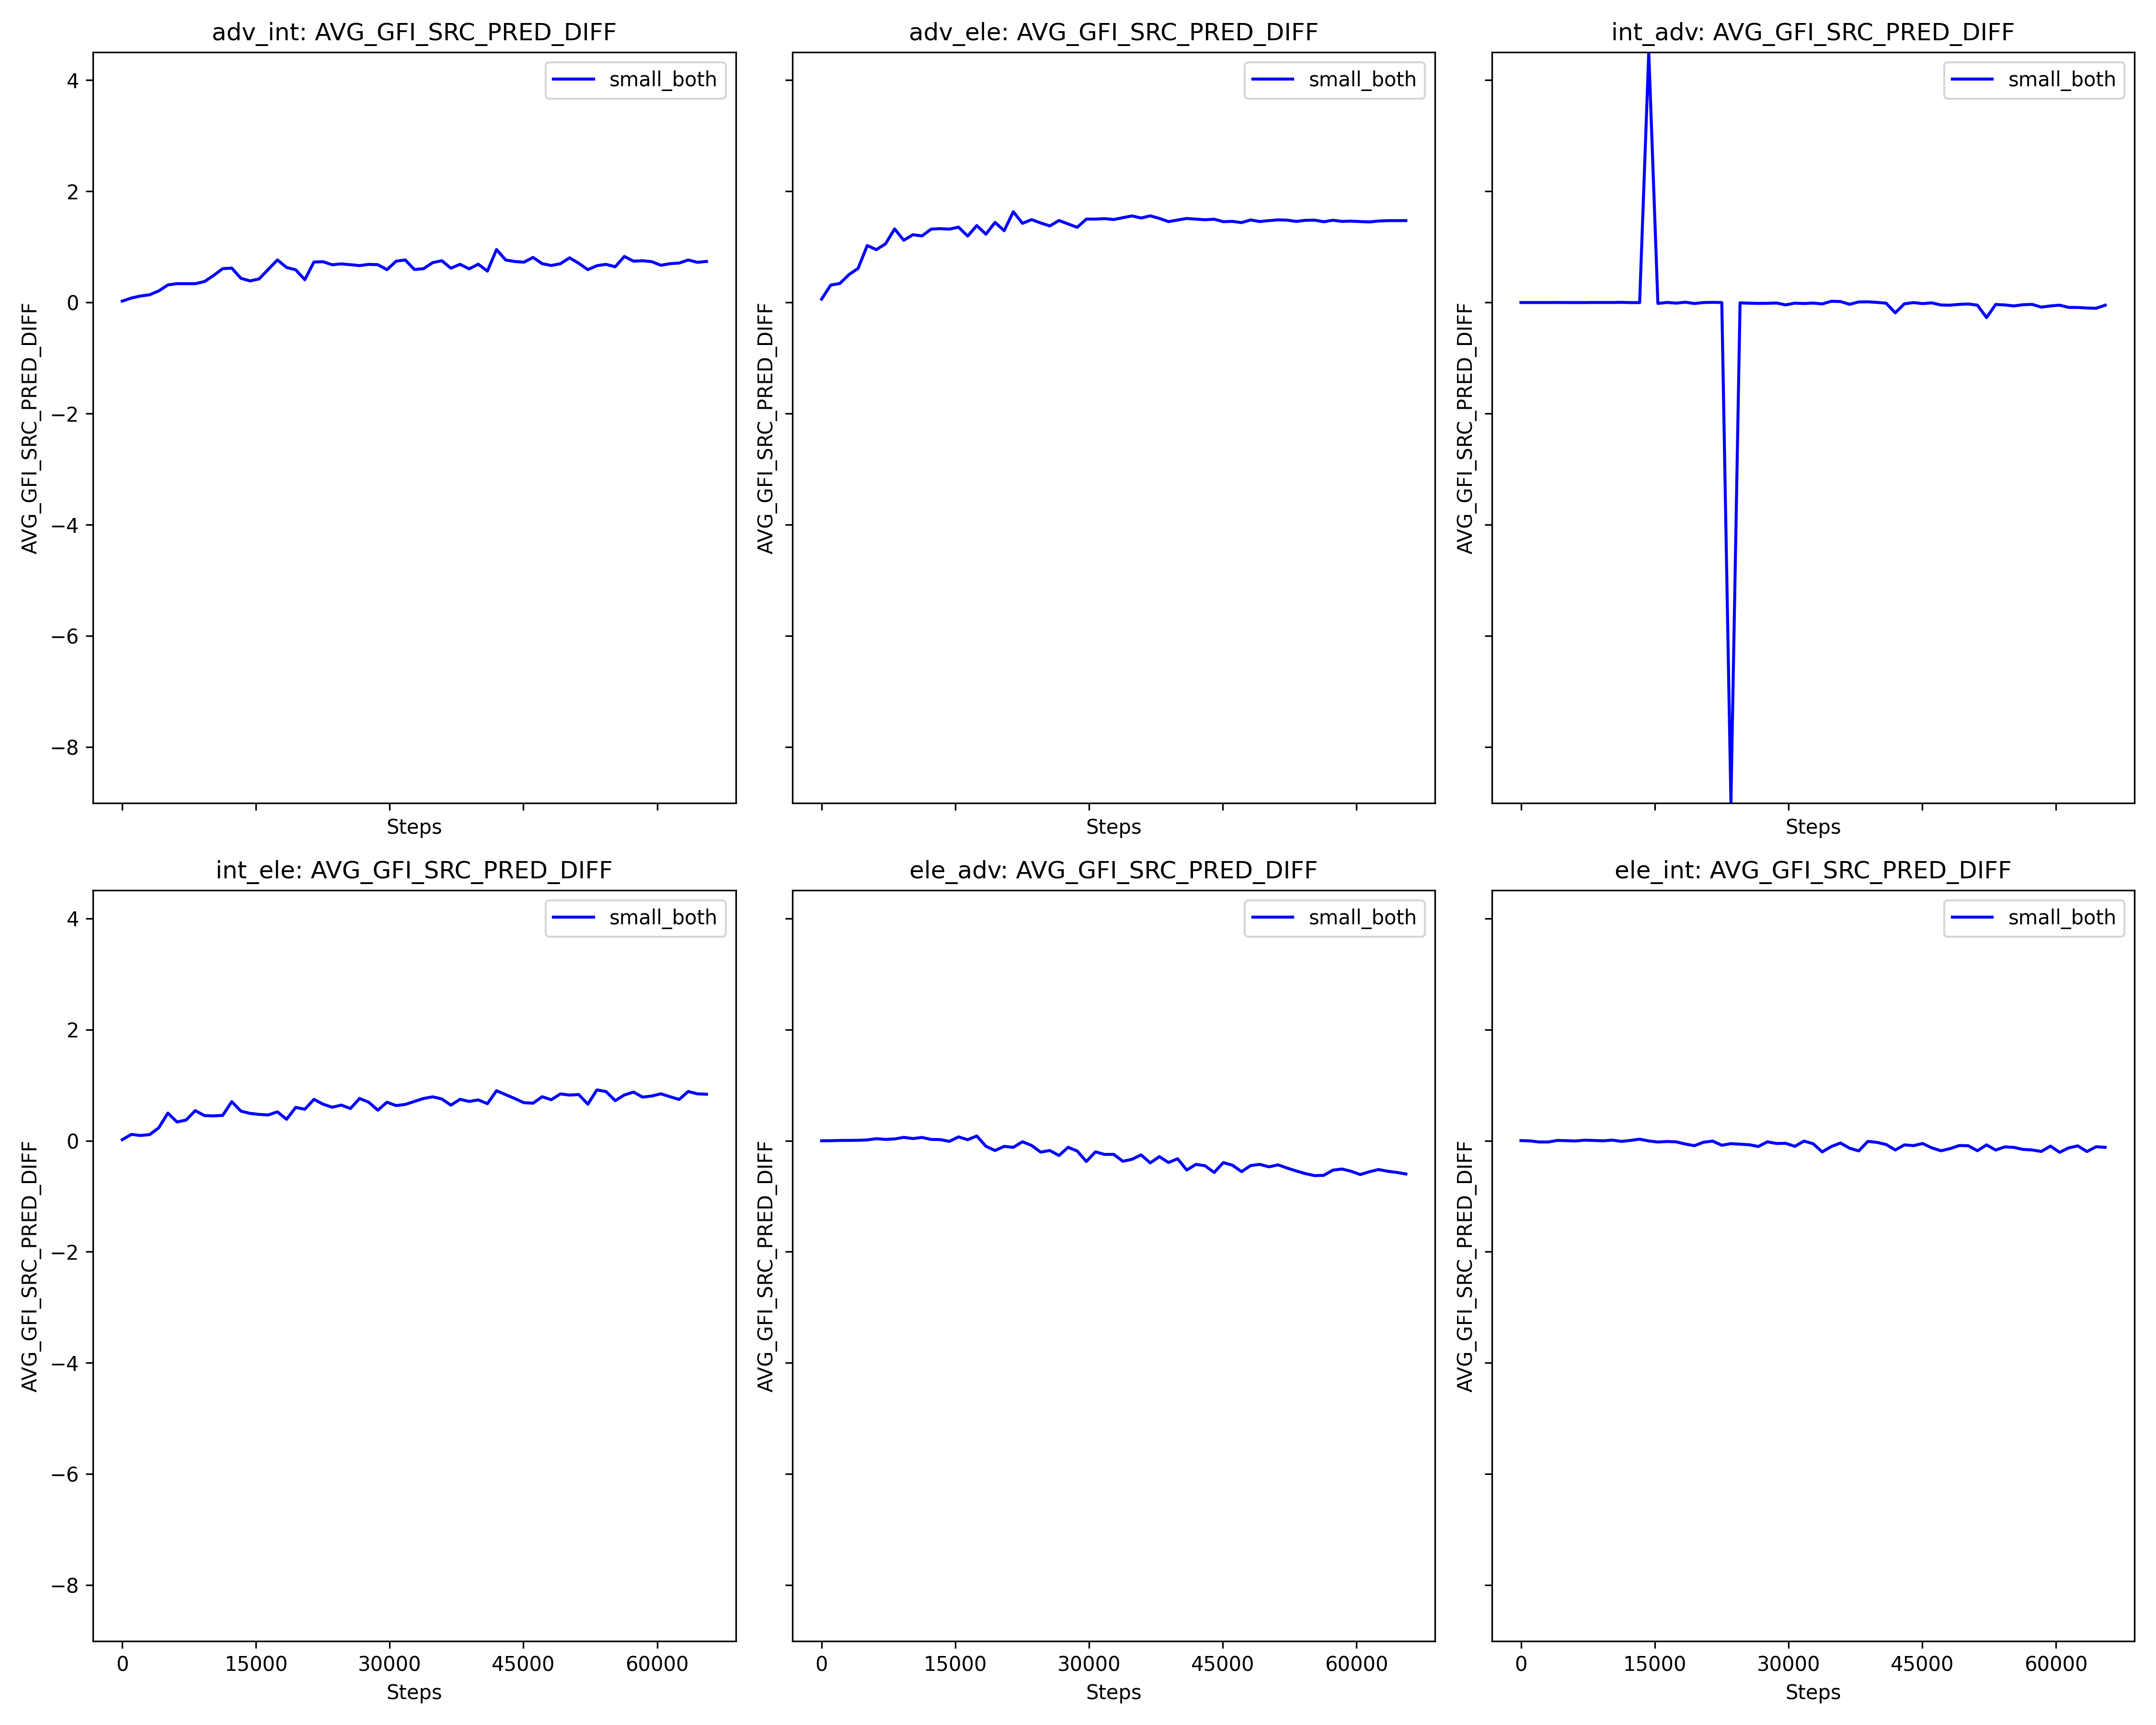 adv_int: AVG_GFI_SRC_PRED_DIFF
adv_ele: AVG_GFI_SRC_PRED_DIFF
int_adv: AVG_GFI_SRC_PRED_DIFF
small_both
small_both
small_both
4
2
0
−2
−4
−6
−8
AVG_GFI_SRC_PRED_DIFF
AVG_GFI_SRC_PRED_DIFF
AVG_GFI_SRC_PRED_DIFF
Steps
Steps
Steps
int_ele: AVG_GFI_SRC_PRED_DIFF
ele_adv: AVG_GFI_SRC_PRED_DIFF
ele_int: AVG_GFI_SRC_PRED_DIFF
small_both
small_both
small_both
4
2
0
−2
−4
−6
−8
AVG_GFI_SRC_PRED_DIFF
AVG_GFI_SRC_PRED_DIFF
AVG_GFI_SRC_PRED_DIFF
0 15000 30000 45000 60000
0 15000 30000 45000 60000
0 15000 30000 45000 60000
Steps
Steps
Steps